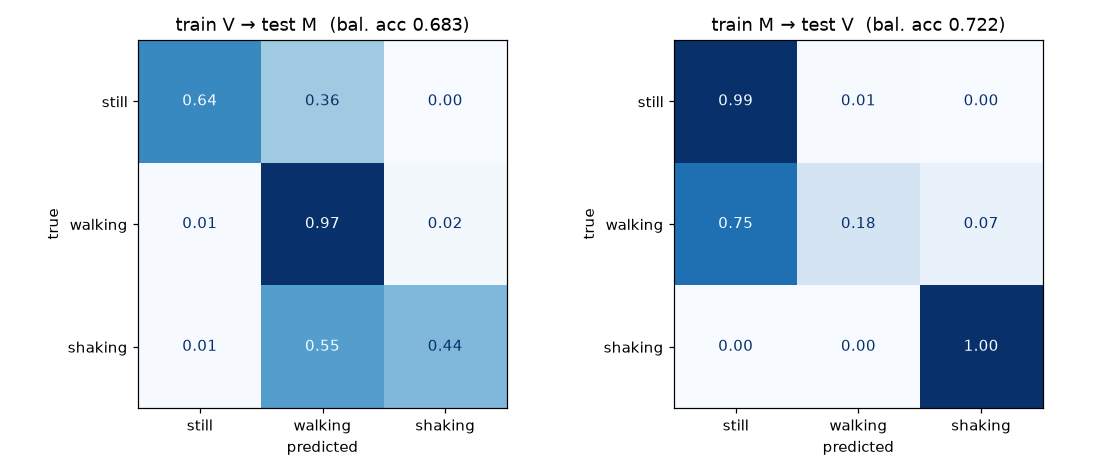 train V → test M  (bal. acc 0.683)
still
walking
shaking
true
0.64 0.36 0.00
0.01 0.97 0.02
0.01 0.55 0.44
still walking shaking
predicted
train M → test V  (bal. acc 0.722)
still
walking
shaking
true
0.99 0.01 0.00
0.75 0.18 0.07
0.00 0.00 1.00
still walking shaking
predicted